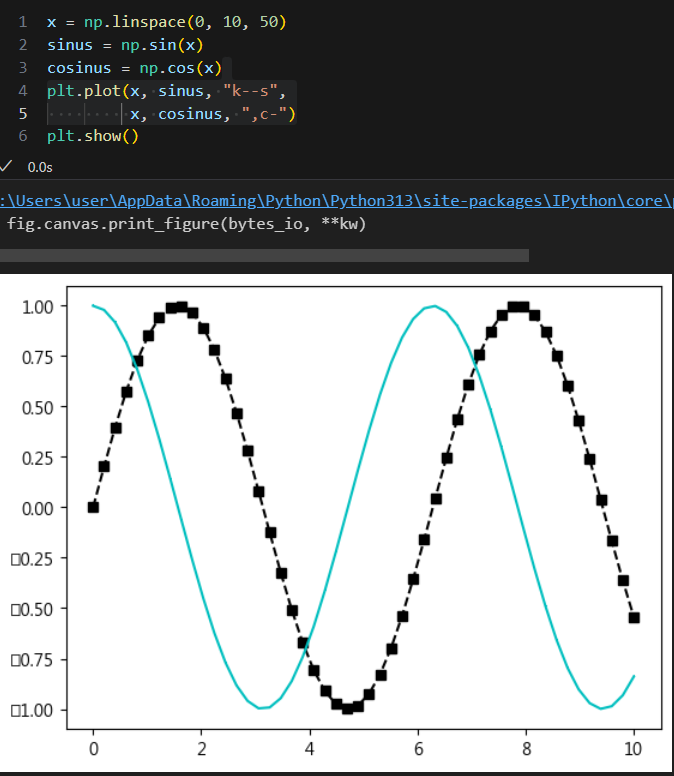 1 x = np.linspace(0, 10, 50)
2 sinus = np.sin(x)
3 cosinus = np.cos(x)
4 plt.plot(x, sinus, "k--s",
5 x, cosinus, ",c-")
6 plt.show()
✓ 0.0s
:\Users\user\AppData\Roaming\Python\Python313\site-packages\IPython\core\
fig.canvas.print_figure(bytes_io, **kw)
1.00
0.75
0.50
0.25
0.00
□0.25
□0.50
□0.75
□1.00
0 2 4 6 8 10